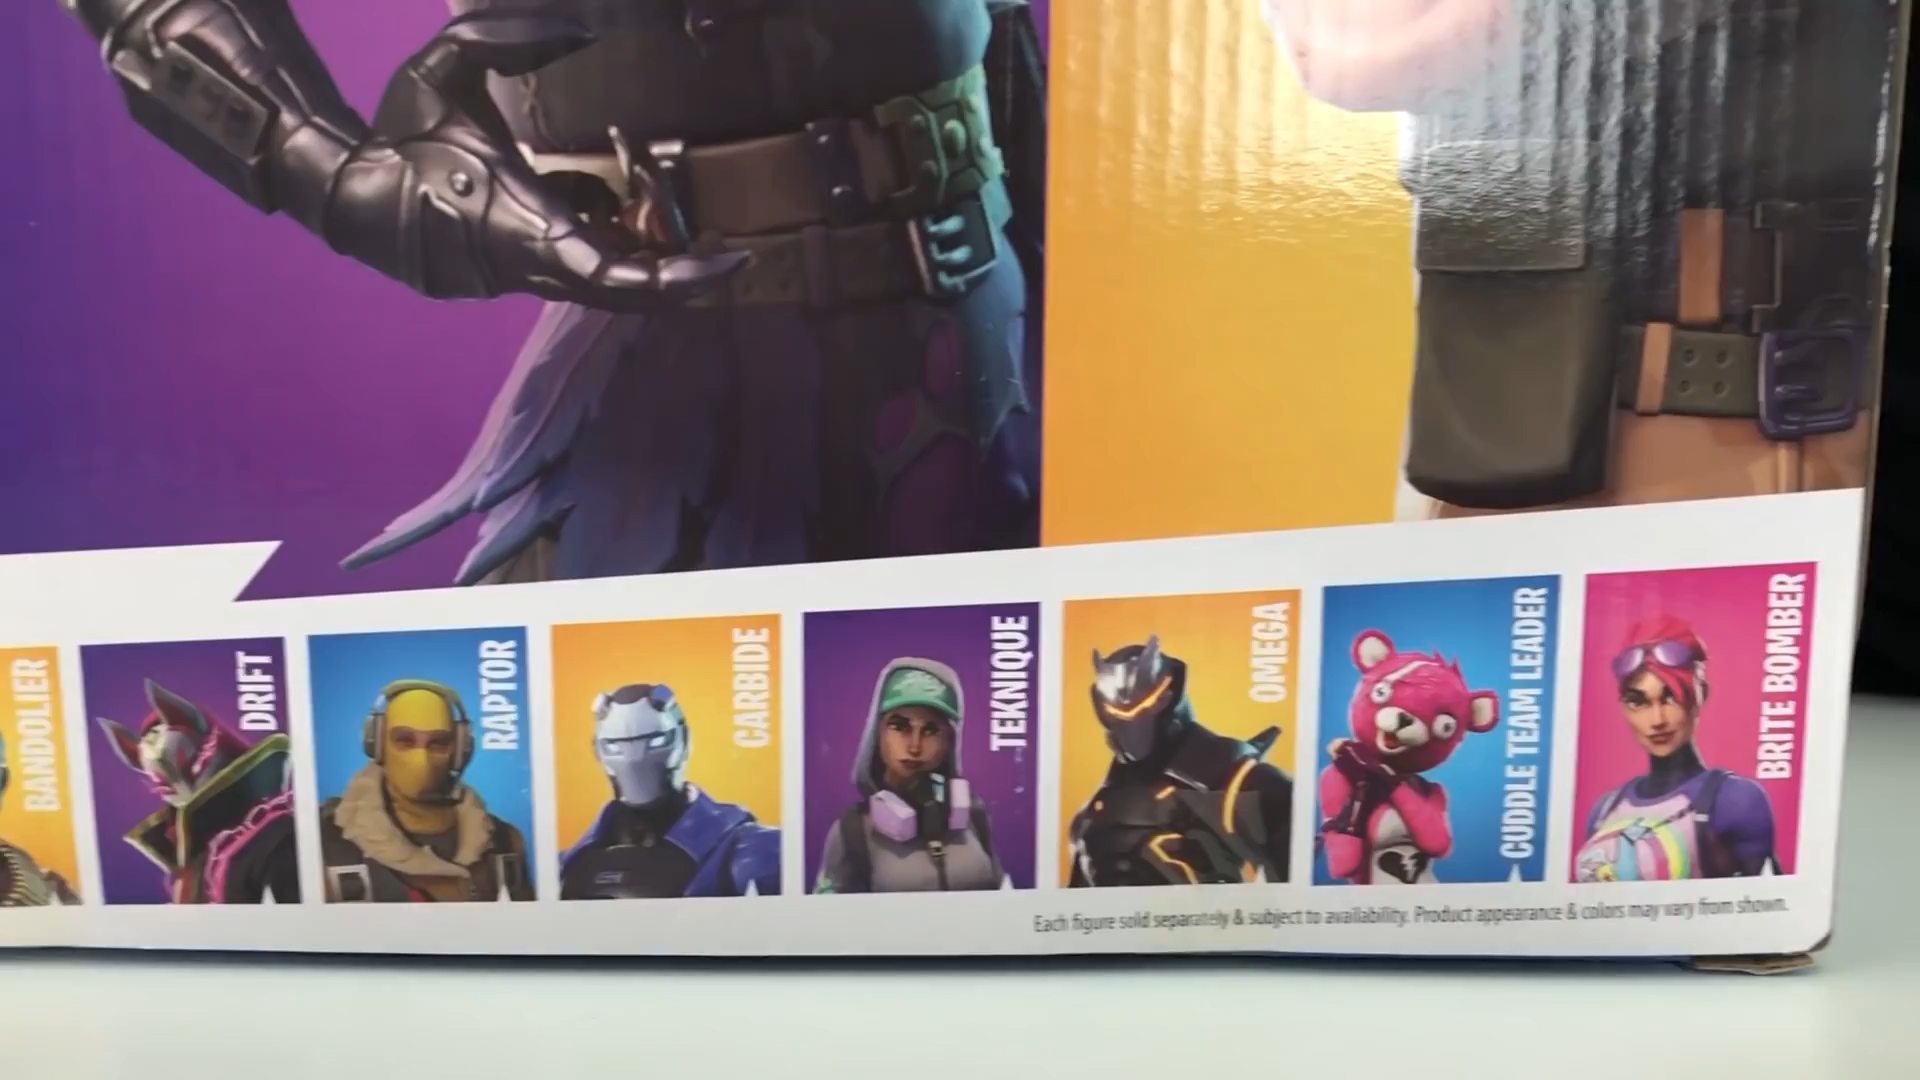 BANDOLIER
DRIFT
RAPTOR
CARBIDE
TEKNIQUE
OMEGA
CUDDLE TEAM LEADER
BRITE BOMBER
Each figure sold separately & subject to availability. Product appearance & colors may vary from shown.